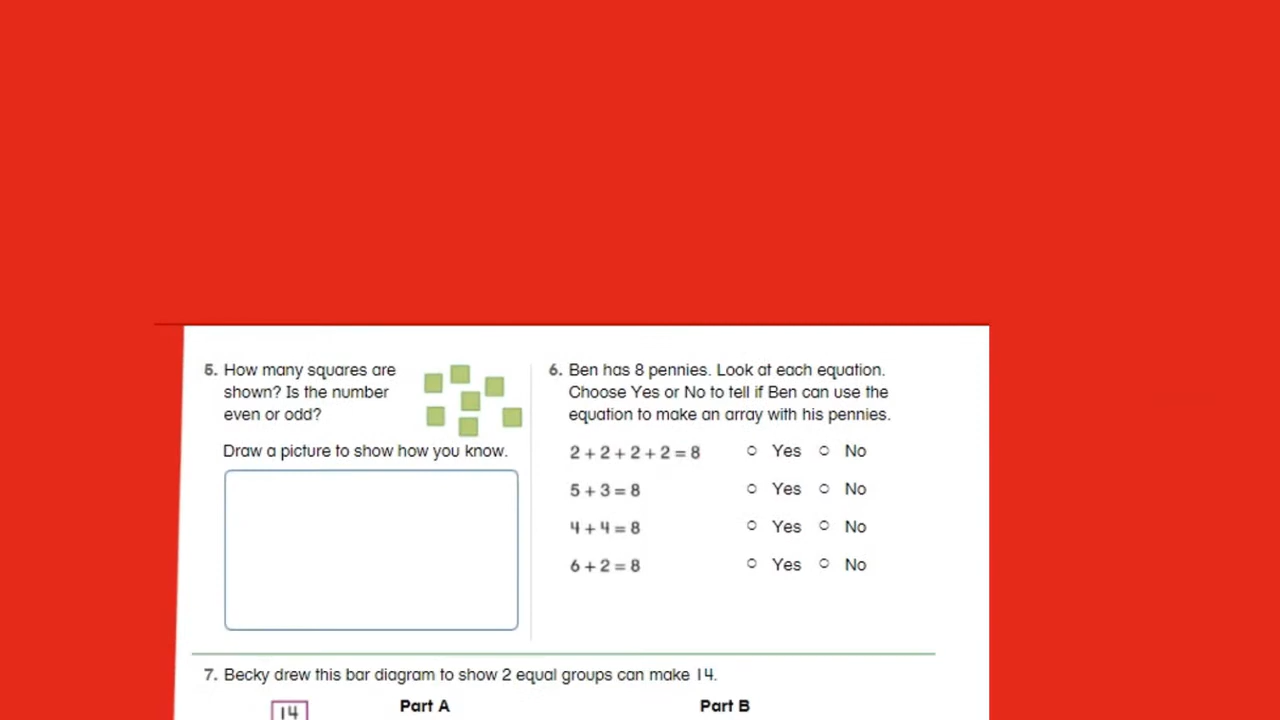 5. How many squares are
shown? Is the number
even or odd?
Draw a picture to show how you know.
6. Ben has 8 pennies. Look at each equation.
Choose Yes or No to tell if Ben can use the
equation to make an array with his pennies.
2 + 2 + 2 + 2 = 8 Yes No
5 + 3 = 8 Yes No
4 + 4 = 8 Yes No
6 + 2 = 8 Yes No
7. Becky drew this bar diagram to show 2 equal groups can make 14.
14 Part A Part B